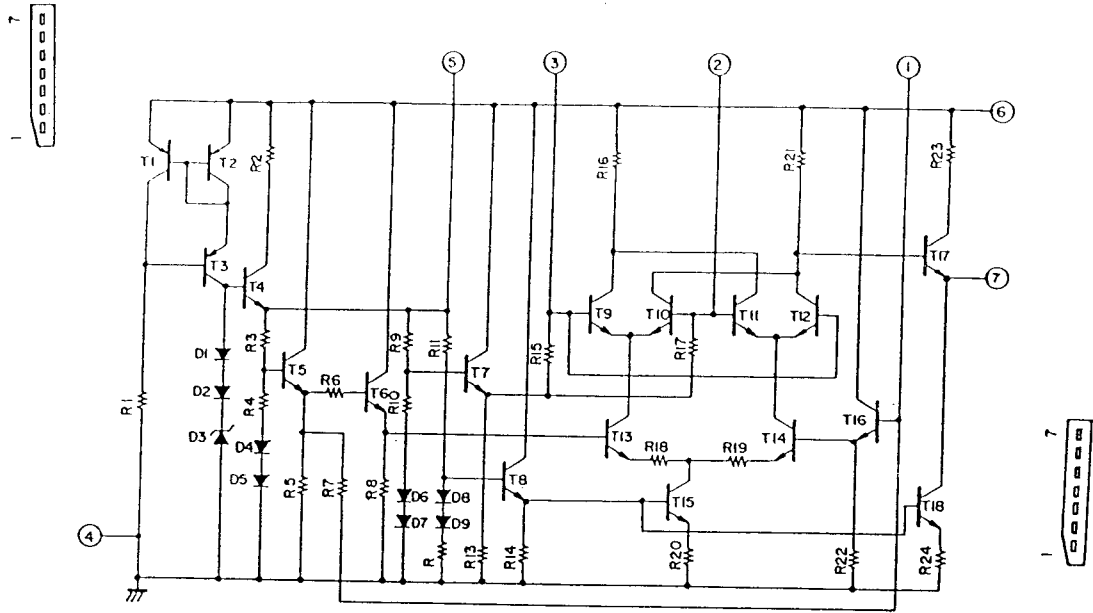 7
1
5
3
2
1
6
T1
T2
R2
R16
R21
R23
T3
T4
T17
7
T9
T10
T11
T12
D1
R3
R9
R11
R15
R17
T5
T7
D2
R6
T6
R1
R4
R10
T16
D3
D4
T13
R18
R19
T14
7
D5
R5
R7
R8
D6
D8
T8
T15
T18
D7
D9
4
R
R13
R14
R20
R22
R24
1